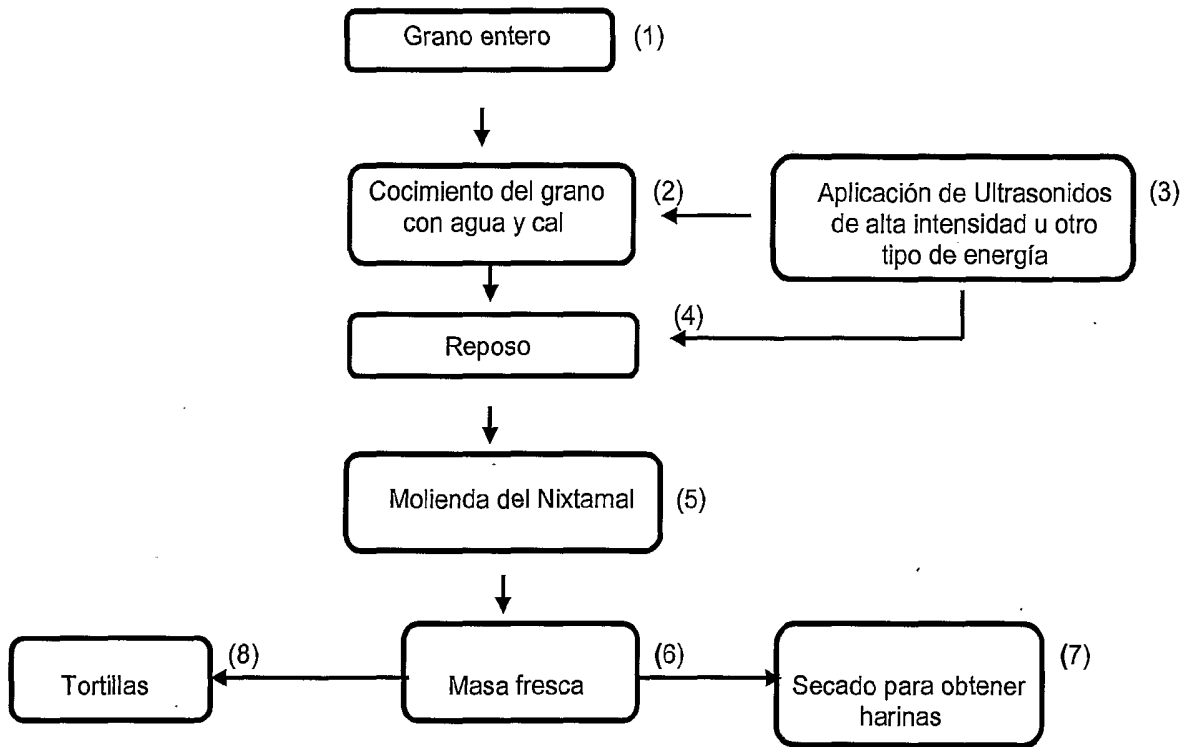 Grano entero
(1)
Cocimiento del grano
con agua y cal
(2)
Aplicación de Ultrasonidos
de alta intensidad u otro
tipo de energía
(3)
Reposo
(4)
Molienda del Nixtamal
(5)
Tortillas
(8)
Masa fresca
(6)
Secado para obtener
harinas
(7)